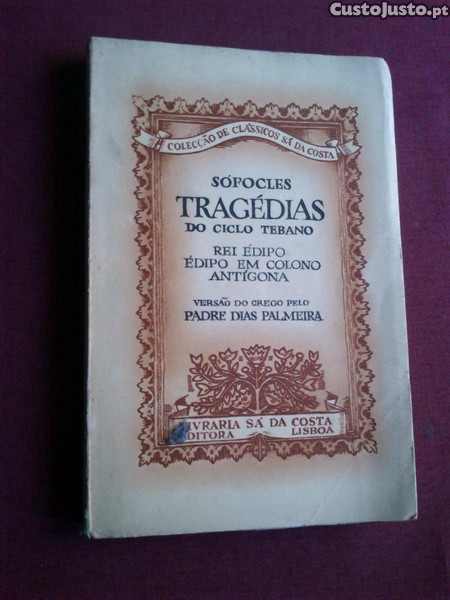 CustoJusto.pt
COLECÇÃO DE CLÁSSICOS SÁ DA COSTA
SÓFOCLES
TRAGÉDIAS
DO CICLO TEBANO
REI ÉDIPO
ÉDIPO EM COLONO
ANTÍGONA
VERSÃO DO GREGO PELO
PADRE DIAS PALMEIRA
LIVRARIA SÁ DA COSTA
EDITORA LISBOA